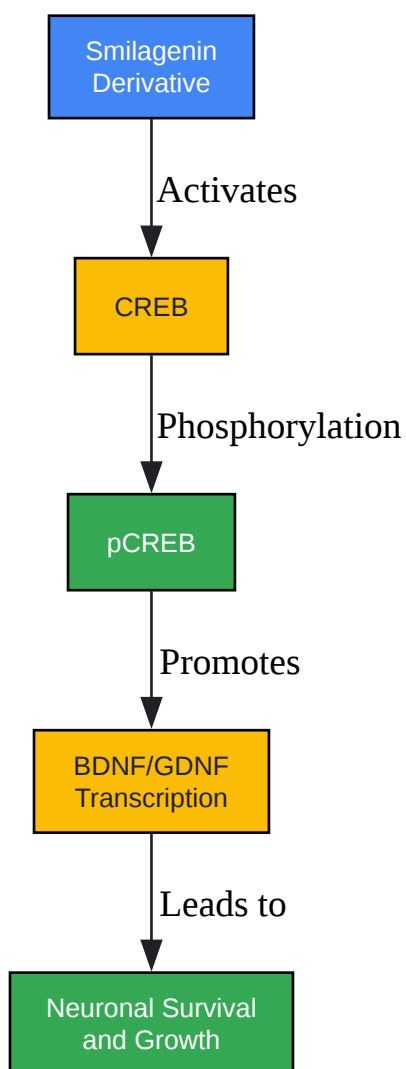 Smilagenin
Derivative
Activates
CREB
Phosphorylation
pCREB
Promotes
BDNF/GDNF
Transcription
Leads to
Neuronal Survival
and Growth